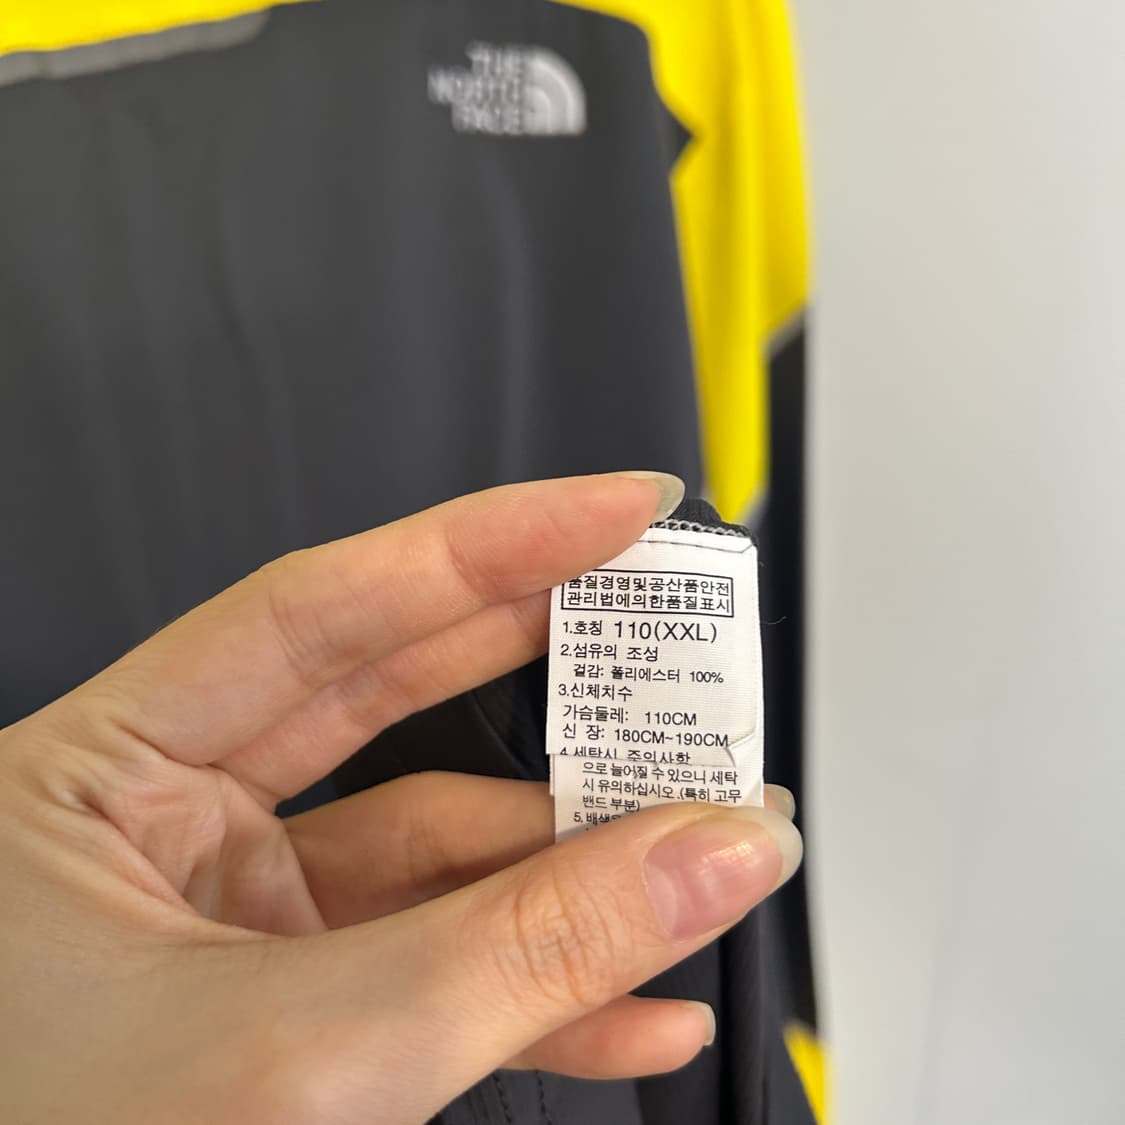 THE
NORTH
FACE
품질경영및공산품안전
관리법에의한품질표시
1.호칭 110(XXL)
2.섬유의 조성
겉감: 폴리에스터 100%
3.신체치수
가슴둘레: 110CM
신 장: 180CM~190CM
4.세탁시 주의사항
으로 늘어질 수 있으니 세탁
시 유의하십시오.(특히 고무
밴드 부분)